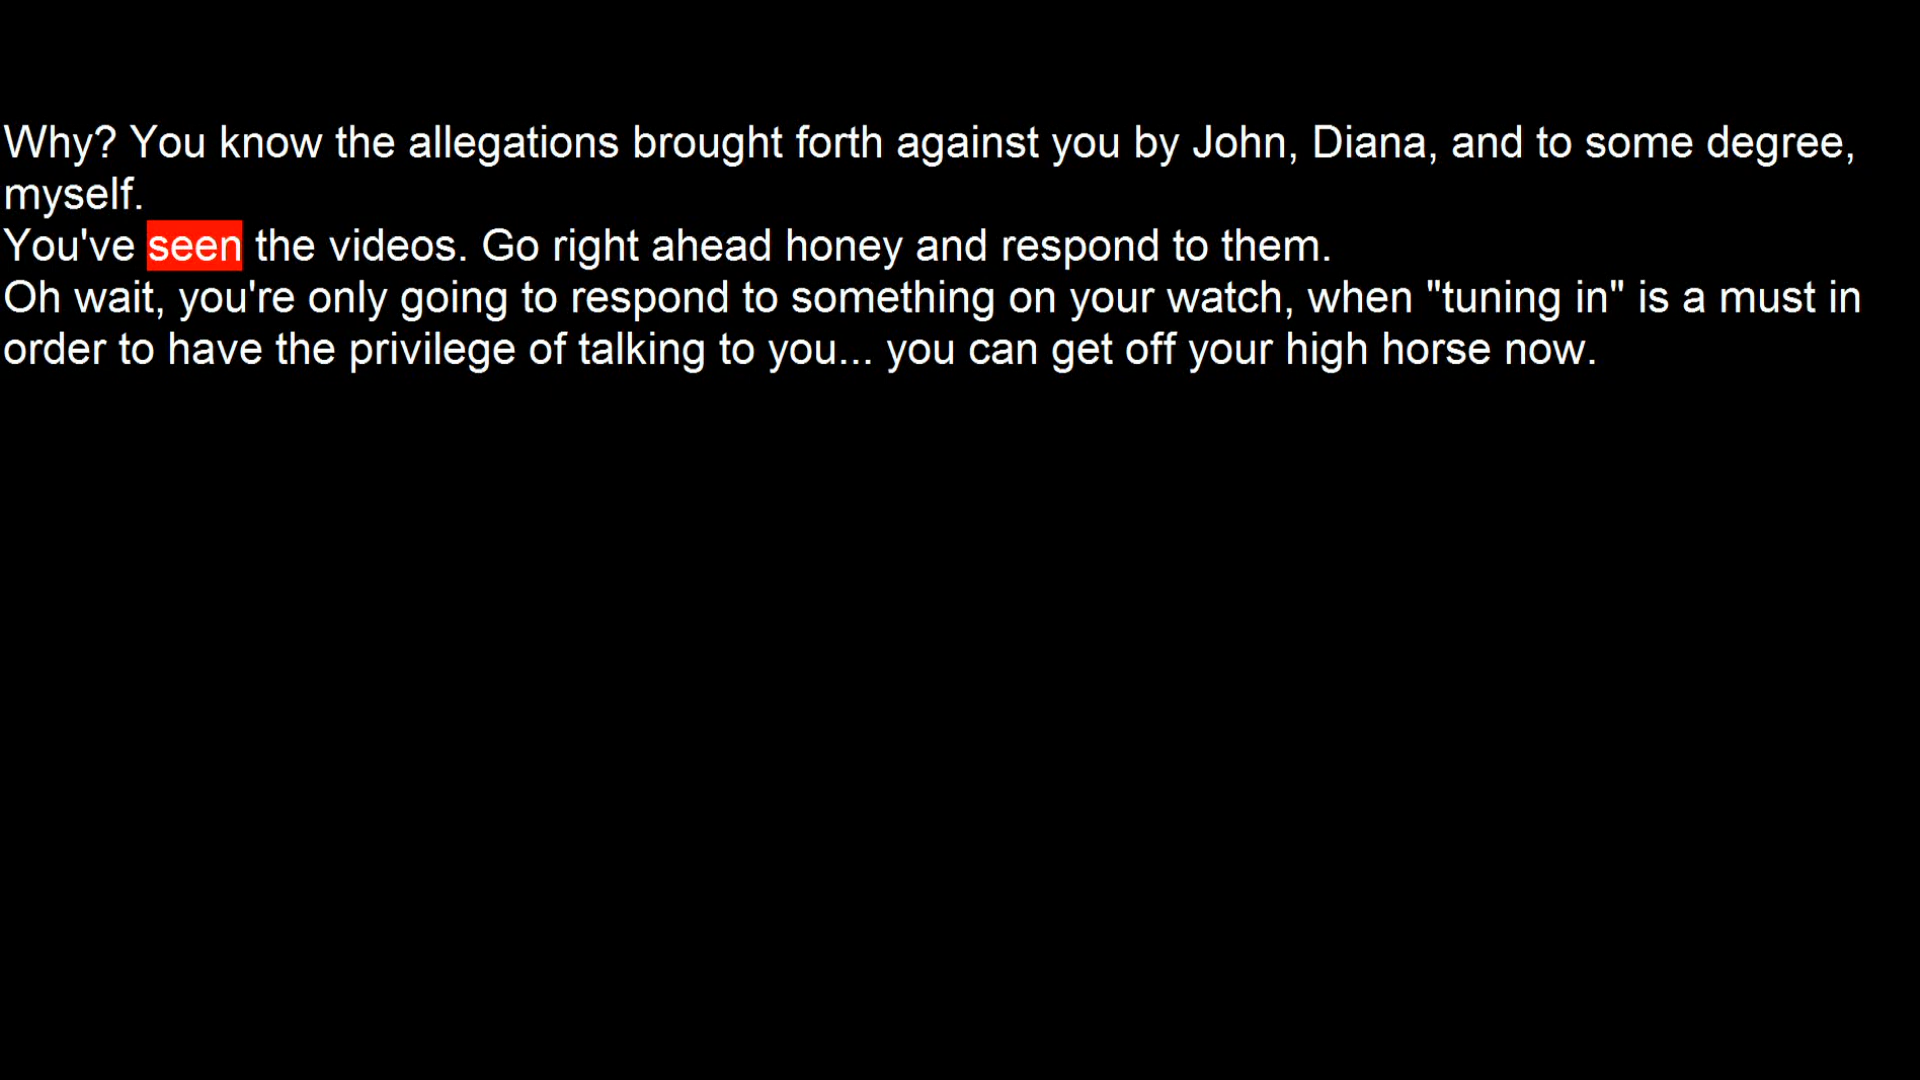 Why? You know the allegations brought forth against you by John, Diana, and to some degree,
myself.
You've seen the videos. Go right ahead honey and respond to them.
Oh wait, you're only going to respond to something on your watch, when "tuning in" is a must in
order to have the privilege of talking to you... you can get off your high horse now.